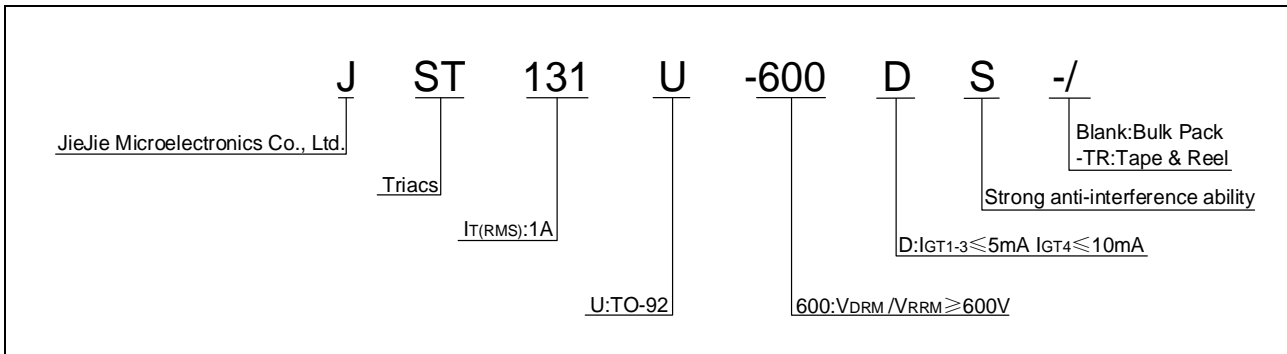 J ST 131 U -600 D S -/
JieJie Microelectronics Co., Ltd.
Blank:Bulk Pack
-TR:Tape & Reel
Triacs
Strong anti-interference ability
IT(RMS):1A
D:IGT1-3≤5mA IGT4≤10mA
U:TO-92
600:VDRM /VRRM≥600V